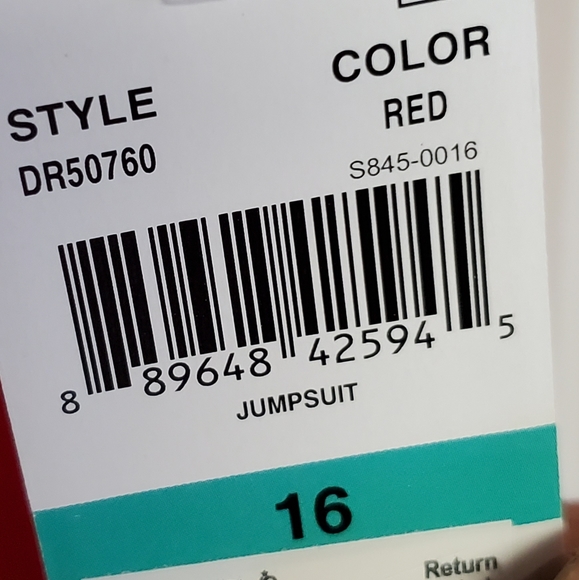 STYLE
DR50760
COLOR
RED
S845-0016
8 89648 42594 5
JUMPSUIT
16
Return